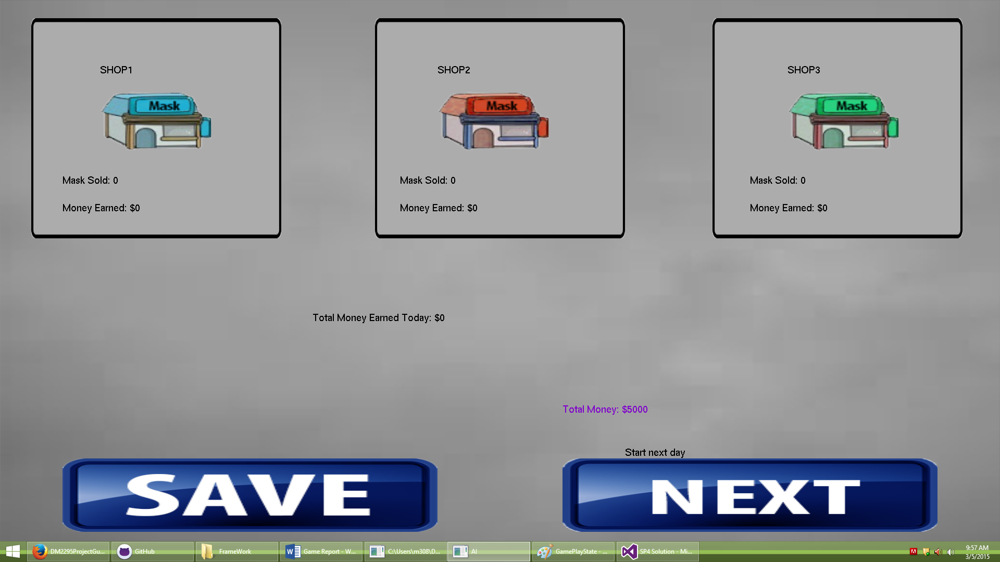 SHOP1
SHOP2
SHOP3
Mask
Mask
Mask
Mask Sold: 0
Mask Sold: 0
Mask Sold: 0
Money Earned: $0
Money Earned: $0
Money Earned: $0
Total Money Earned Today: $0
Total Money: $5000
Start next day
SAVE
NEXT
DM2295ProjectGu...
GitHub
FrameWork
Game Report - W...
C:\Users\m308\D...
AI
GamePlayState - ...
SP4 Solution - Mi...
9:57 AM
3/5/2015